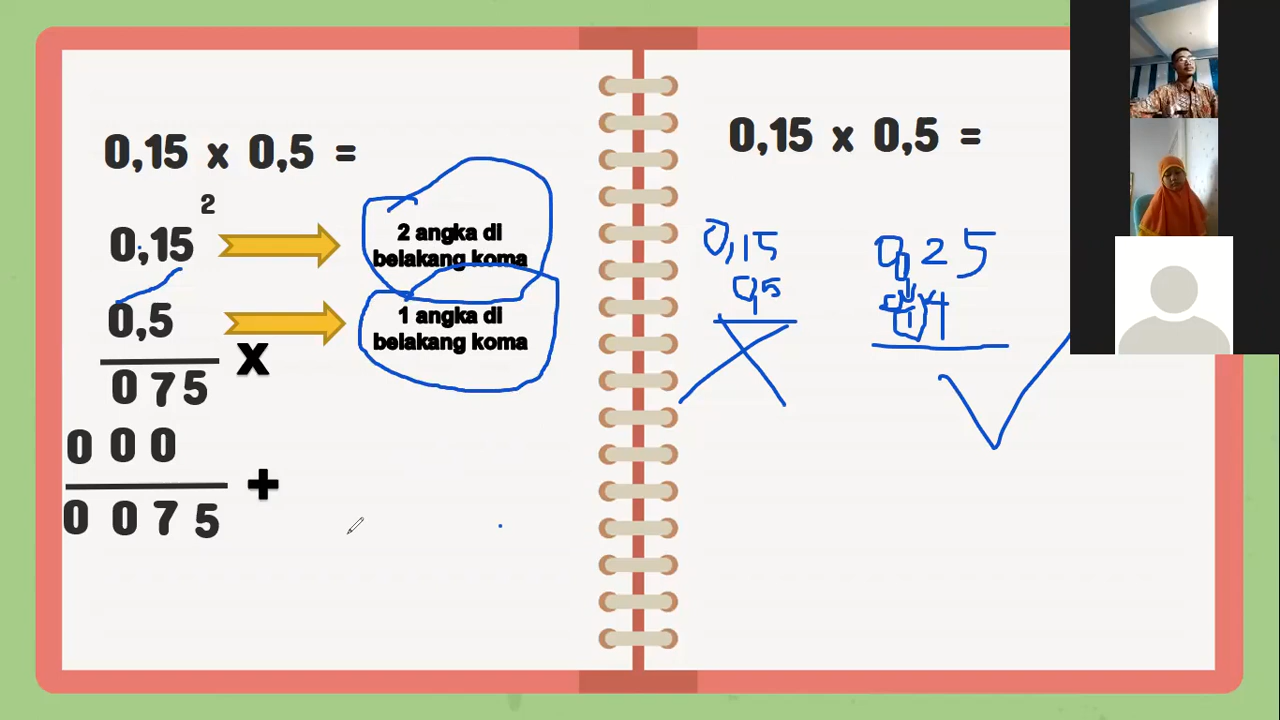 0,15 x 0,5 =
2
0,15
2 angka di
belakang koma
0,5
1 angka di
belakang koma
x
0 7 5
0 0 0
+
0 0 7 5
0,15 x 0,5 =
0,15
0,5
0,25